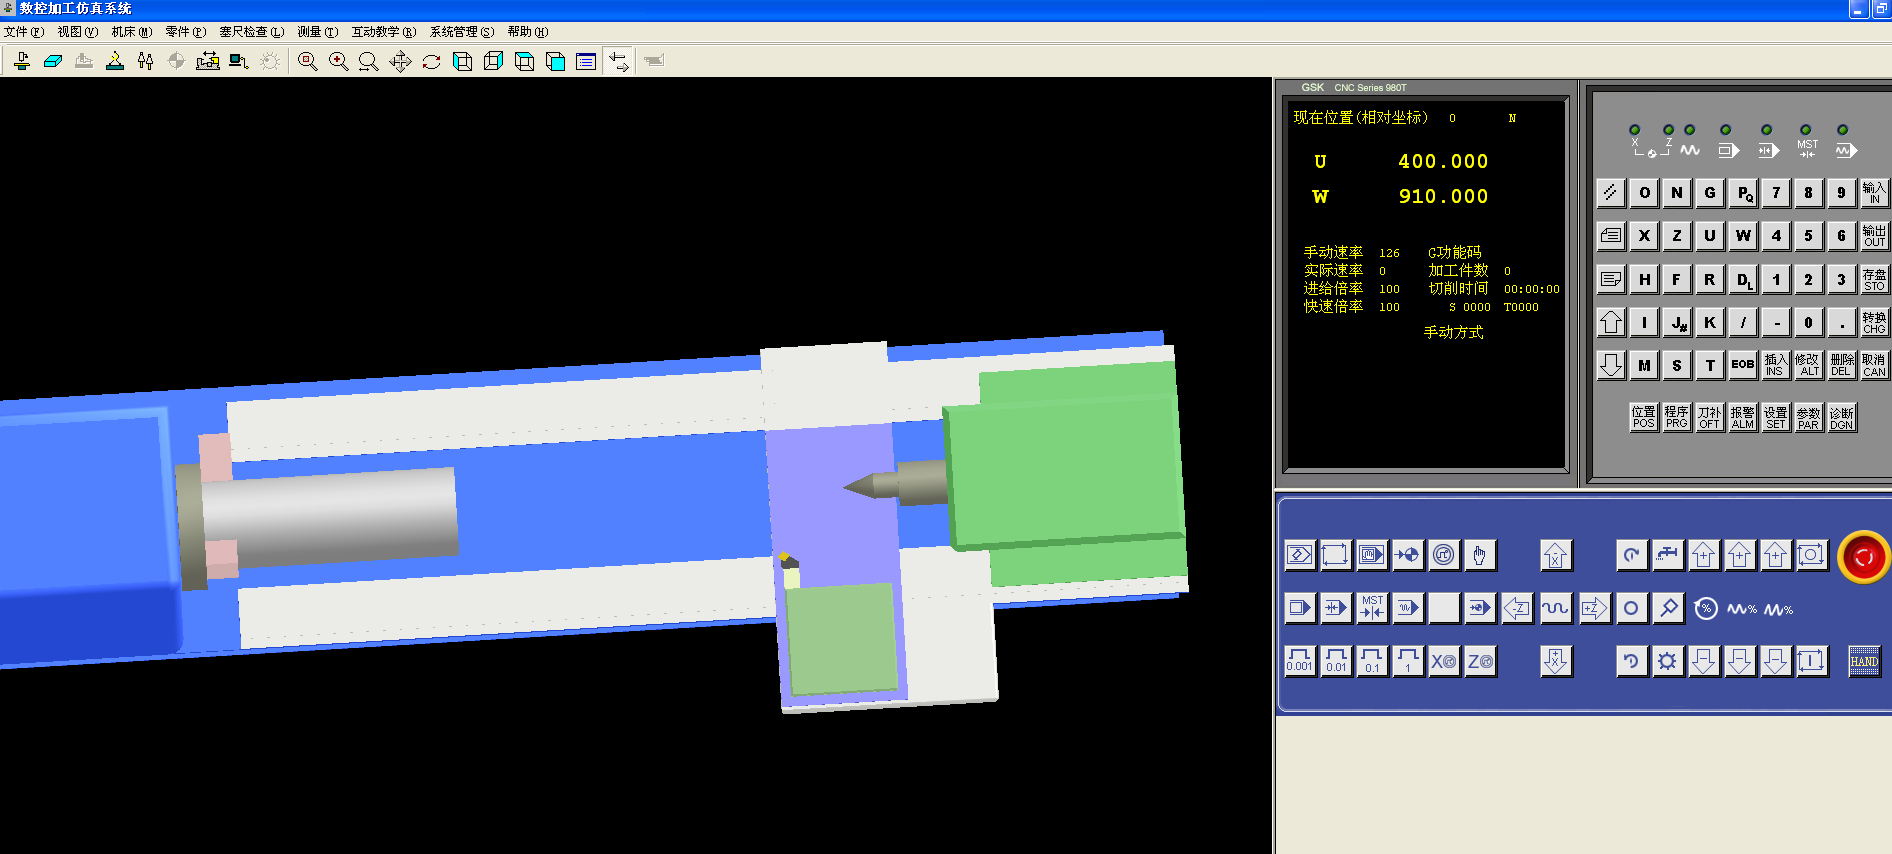 数控加工仿真系统
文件(F) 视图(V) 机床(M) 零件(P) 塞尺检查(L) 测量(T) 互动教学(R) 系统管理(S) 帮助(H)
GSK CNC Series 980T
现在位置(相对坐标) O N
U 400.000
W 910.000
手动速率 126 G功能码
实际速率 0 加工件数 0
进给倍率 100 切削时间 00:00:00
快速倍率 100 S 0000 T0000
手动方式
X Z MST
O N G PQ 7 8 9 输入 IN
X Z U W 4 5 6 输出 OUT
H F R DL 1 2 3 存盘 STO
I J# K / - 0 . 转换 CHG
M S T EOB 插入 INS 修改 ALT 删除 DEL 取消 CAN
位置 POS 程序 PRG 刀补 OFT 报警 ALM 设置 SET 参数 PAR 诊断 DGN
-X + + +
MST -Z +Z % % %
0.001 0.01 0.1 1 X@ Z@ +X - - - HAND